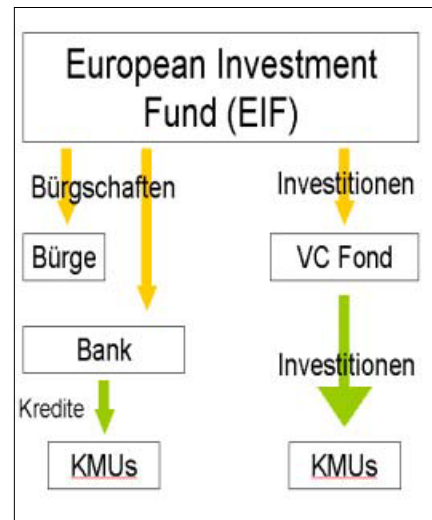 European Investment
Fund (EIF)
Bürgschaften
Investitionen
Bürge
VC Fond
Bank
Investitionen
Kredite
KMUs
KMUs